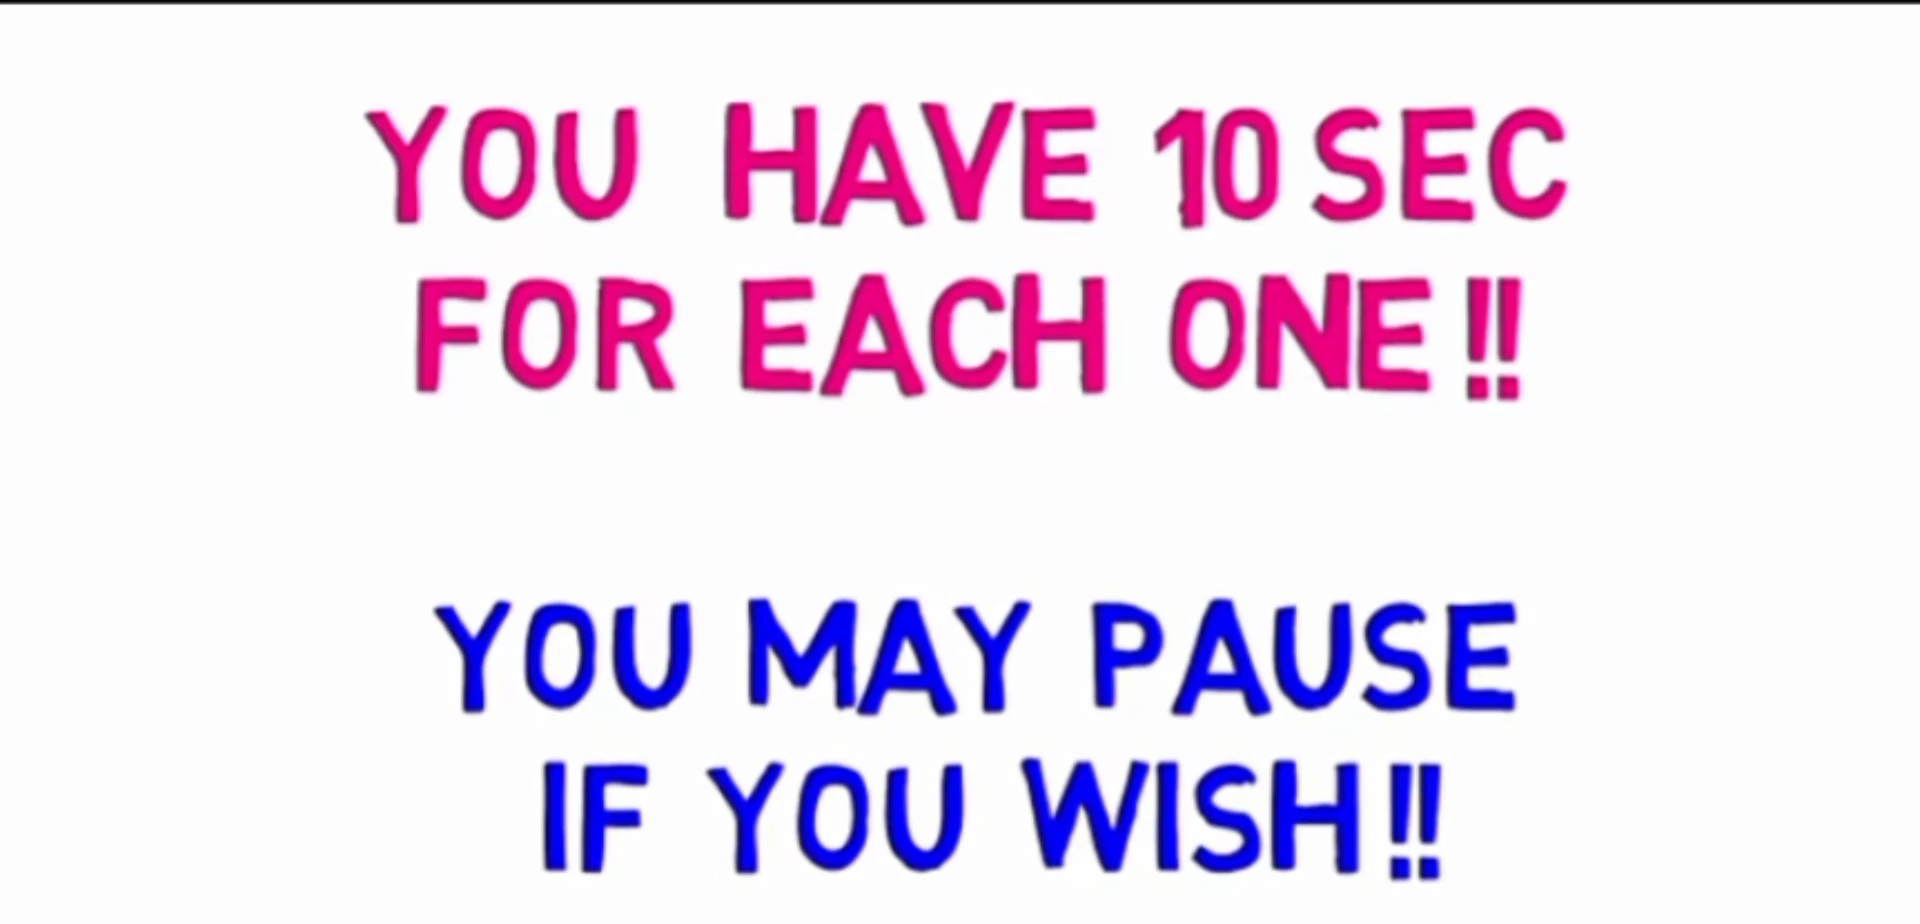 YOU HAVE 10 SEC
FOR EACH ONE!!
YOU MAY PAUSE
IF YOU WISH!!